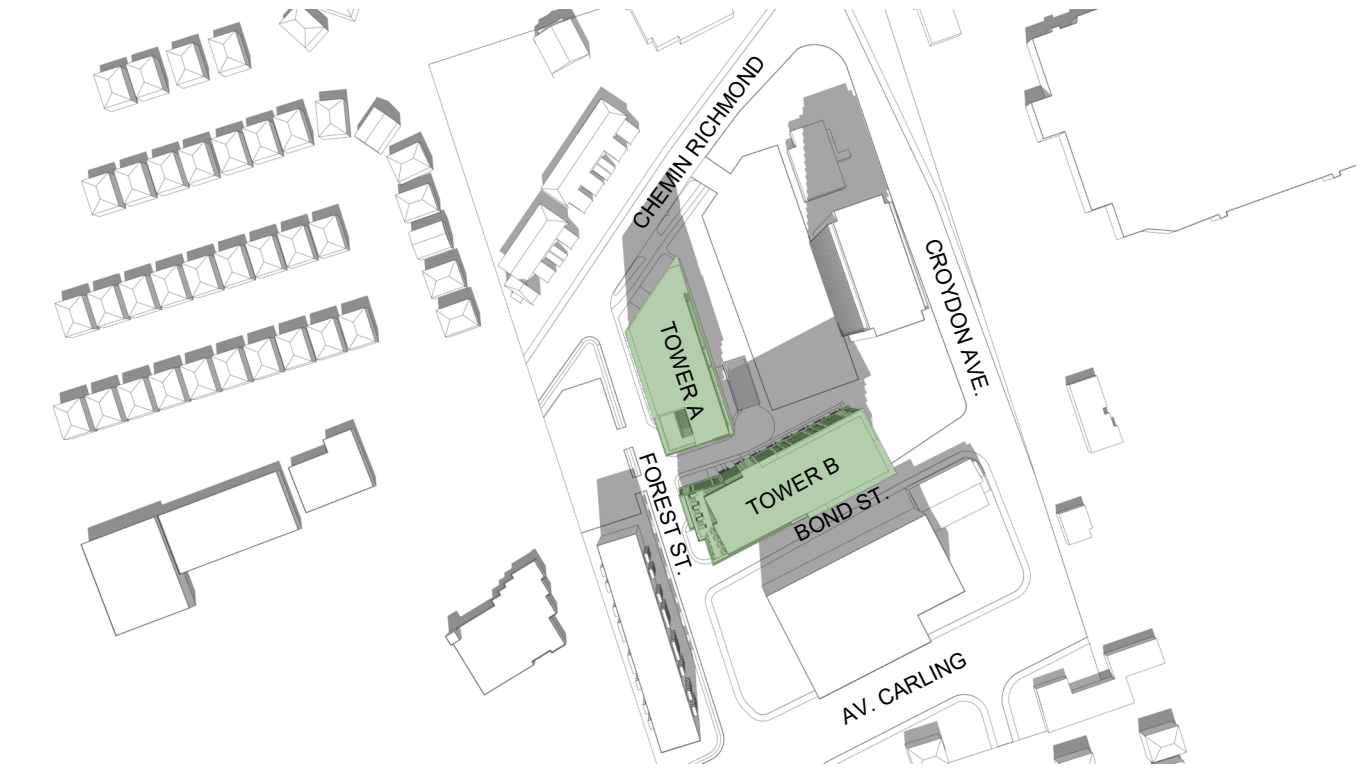 CHEMIN RICHMOND
CROYDON AVE.
TOWER A
FOREST ST.
TOWER B
BOND ST.
AV. CARLING